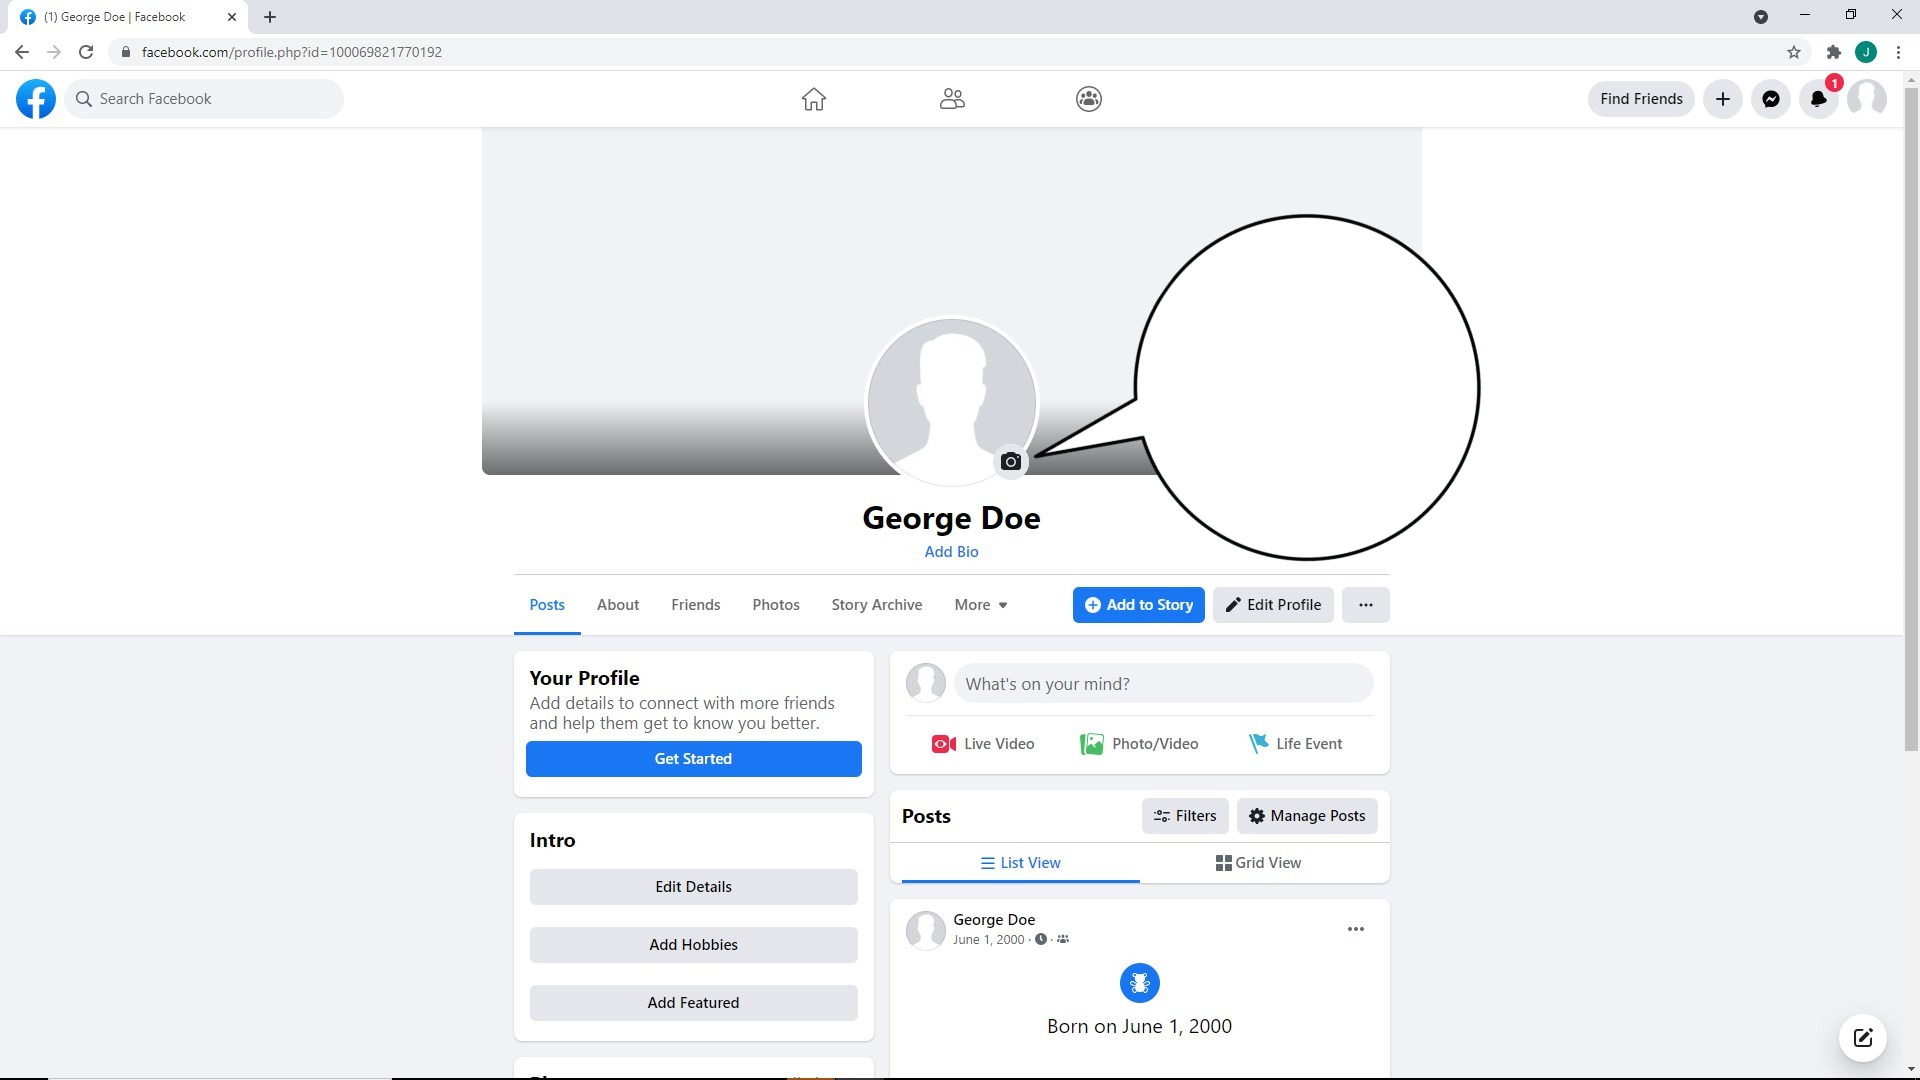 (1) George Doe | Facebook
facebook.com/profile.php?id=100069821770192
J
Search Facebook
Find Friends
1
George Doe
Add Bio
Posts
About
Friends
Photos
Story Archive
More
Add to Story
Edit Profile
Your Profile
Add details to connect with more friends
and help them get to know you better.
Get Started
Intro
Edit Details
Add Hobbies
Add Featured
What's on your mind?
Live Video
Photo/Video
Life Event
Posts
Filters
Manage Posts
List View
Grid View
George Doe
June 1, 2000
Born on June 1, 2000